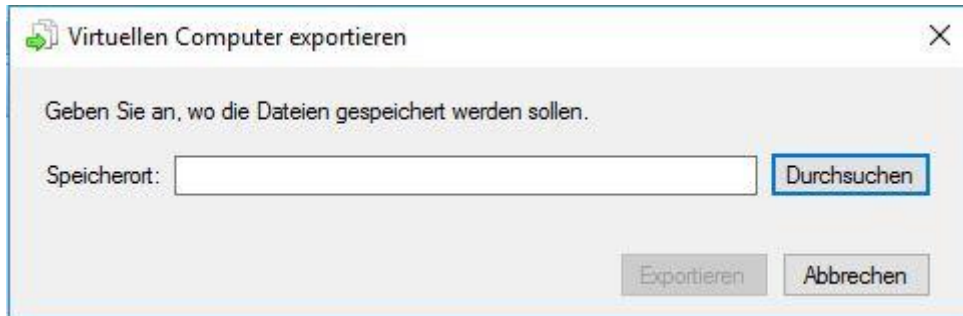 Virtuellen Computer exportieren
Geben Sie an, wo die Dateien gespeichert werden sollen.
Speicherort: Durchsuchen
Exportieren Abbrechen